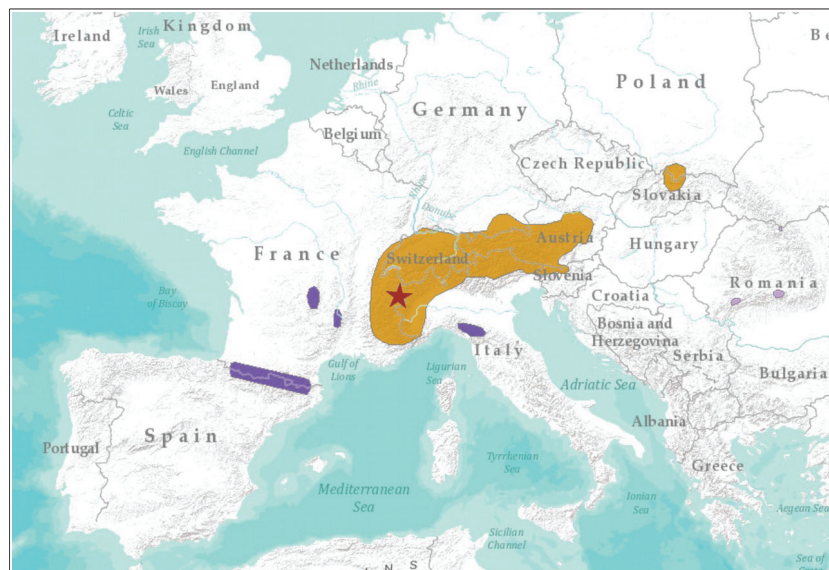 Kingdom
Ireland
Irish
Sea
Wales
England
Netherlands
Rhine
Celtic
Sea
Belgium
Germany
Poland
Be
English Channel
Czech Republic
Rhine
Slovakia
Danube
France
Switzerland
Austria
Hungary
Slovenia
Romania
Croatia
Bay
of Biscay
Bosnia and
Herzegovina
Italy
Serbia
Gulf of
Lions
Ligurian
Sea
Adriatic Sea
Bulgaria
Portugal
Spain
Albania
Tyrrhenian
Sea
Greece
Mediterranean
Sea
Ionian
Sea
Aegean Sea
Sicilian
Channel
Sea of
N S